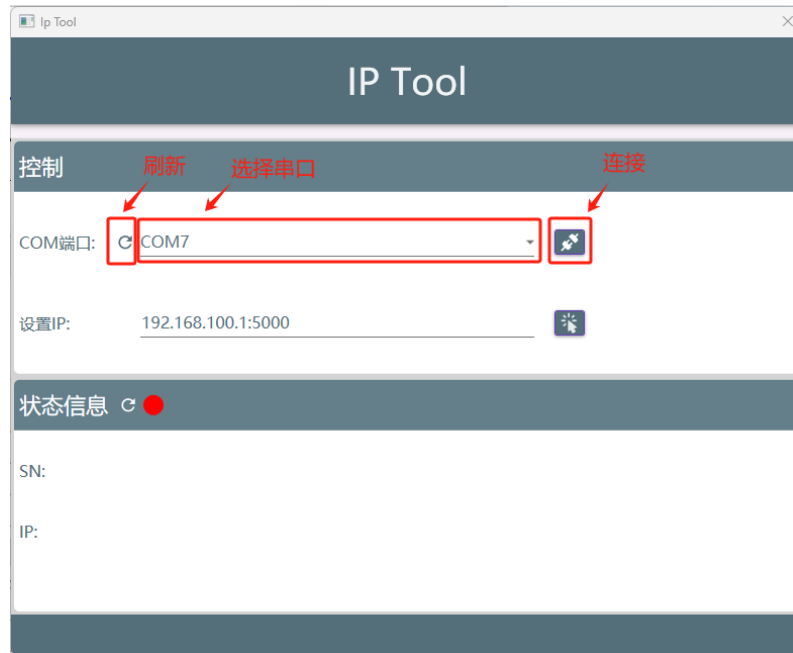 Ip Tool
IP Tool
控制
刷新
选择串口
连接
COM端口:
COM7
设置IP:
192.168.100.1:5000
状态信息
SN:
IP: